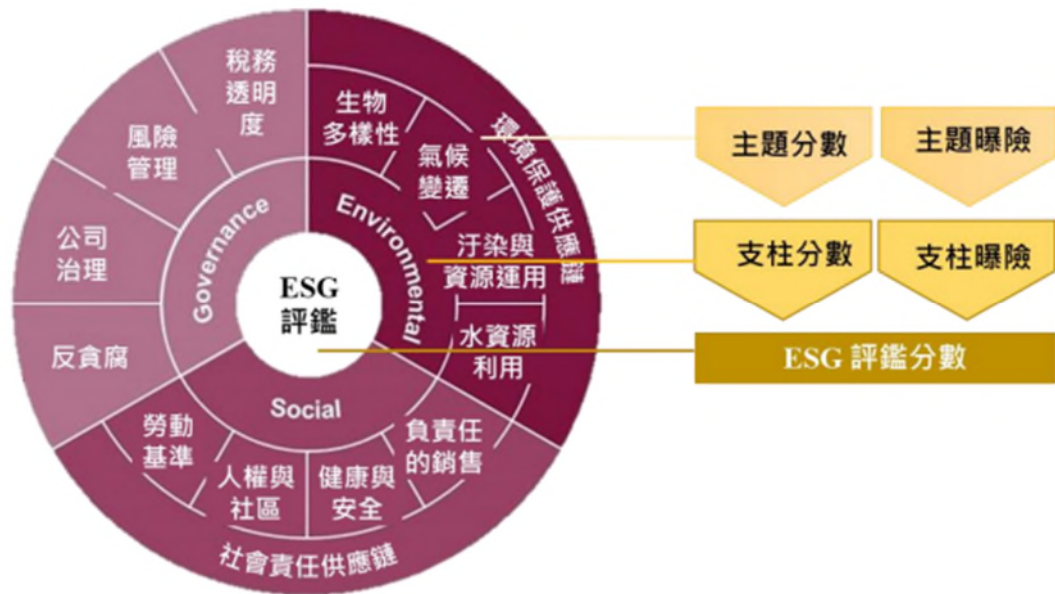 稅務
透明
度
風險
管理
公司
治理
反貪腐
Governance
生物
多樣性
氣候
變遷
汙染與
資源運用
水資源
利用
環境保護供應鏈
Environmental
ESG
評鑑
Social
勞動
基準
人權與
社區
健康與
安全
負責任
的銷售
社會責任供應鏈
主題分數
主題曝險
支柱分數
支柱曝險
ESG 評鑑分數